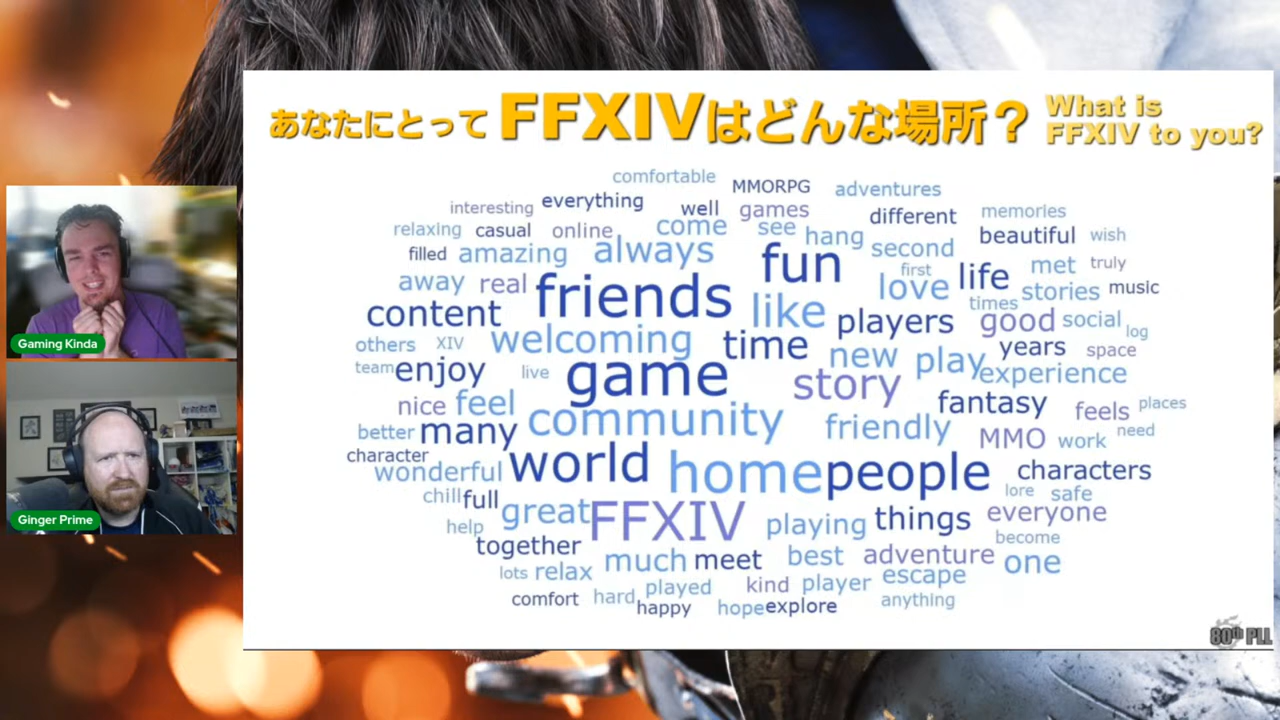 あなたにとって FFXIVはどんな場所？ What is
FFXIV to you?
comfortable MMORPG adventures
interesting everything well games different memories
relaxing casual online come see hang second beautiful wish
filled amazing always fun first life met truly
away real friends like love times stories music
content players good social log
others XIV welcoming time new play years space
team enjoy live game story experience
nice feel community friendly fantasy feels places
better many MMO work need
character wonderful world home people characters
chill full lore safe
help great FFXIV playing things everyone
together much meet best adventure become one
lots relax played kind player escape
comfort hard happy hope explore anything
Gaming Kinda
Ginger Prime
80th PLL